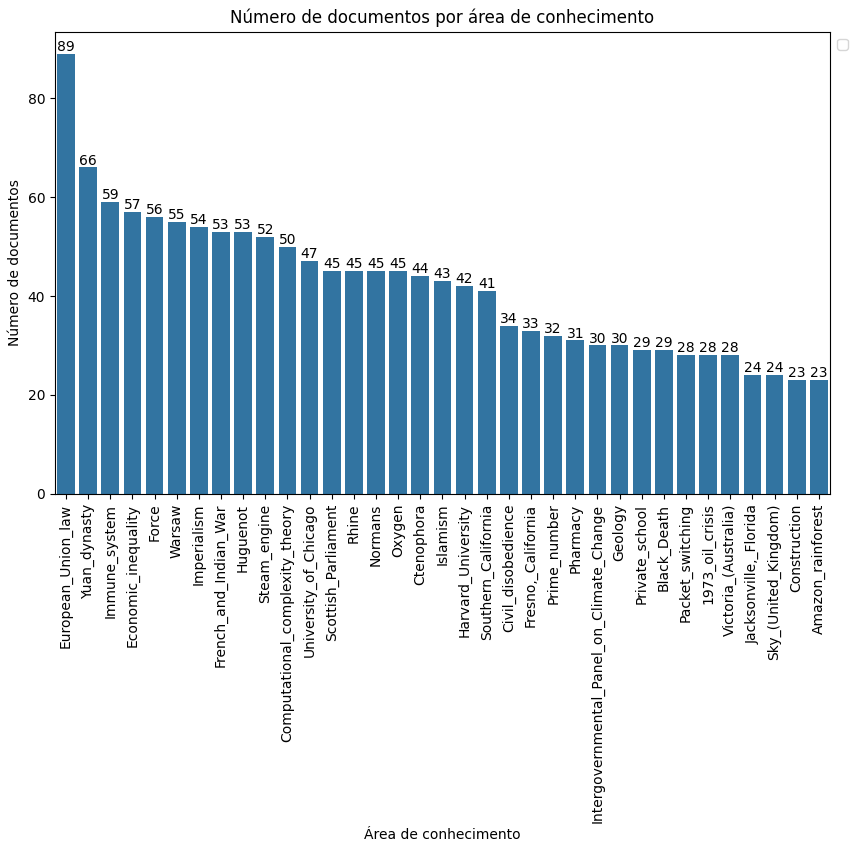 Número de documentos por área de conhecimento
Número de documentos
80
60
40
20
0
89
66
59
57
56
55
54
53
53
52
50
47
45
45
45
45
44
43
42
41
34
33
32
31
30
30
29
29
28
28
28
24
24
23
23
European_Union_law
Yuan_dynasty
Immune_system
Economic_inequality
Force
Warsaw
Imperialism
French_and_Indian_War
Huguenot
Steam_engine
Computational_complexity_theory
University_of_Chicago
Scottish_Parliament
Rhine
Normans
Oxygen
Ctenophora
Islamism
Harvard_University
Southern_California
Civil_disobedience
Fresno,_California
Prime_number
Pharmacy
Intergovernmental_Panel_on_Climate_Change
Geology
Private_school
Black_Death
Packet_switching
1973_oil_crisis
Victoria_(Australia)
Jacksonville,_Florida
Sky_(United_Kingdom)
Construction
Amazon_rainforest
Área de conhecimento